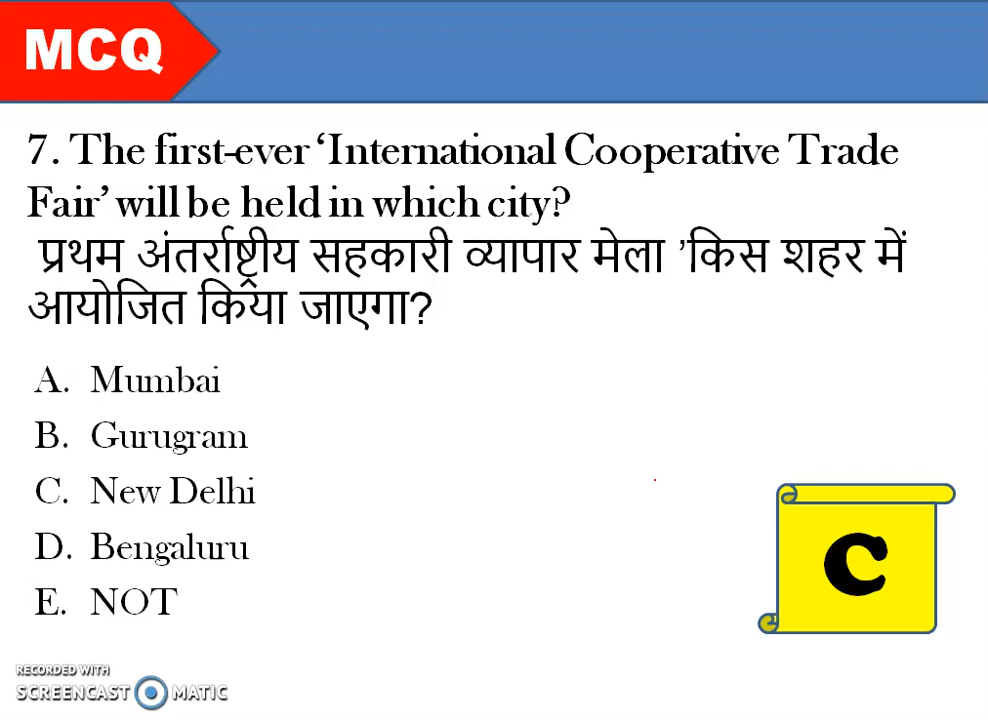 MCQ
7. The first-ever ‘International Cooperative Trade
Fair’ will be held in which city?
प्रथम अंतर्राष्ट्रीय सहकारी व्यापार मेला ’किस शहर में
आयोजित किया जाएगा?
A. Mumbai
B. Gurugram
C. New Delhi
D. Bengaluru
E. NOT
C
RECORDED WITH
SCREENCAST MATIC